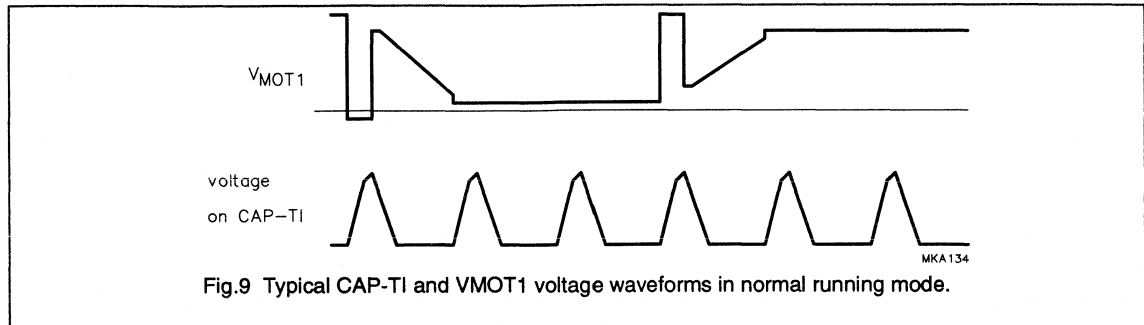 VMOT1
voltage
on CAP-TI
MKA134
Fig.9 Typical CAP-TI and VMOT1 voltage waveforms in normal running mode.